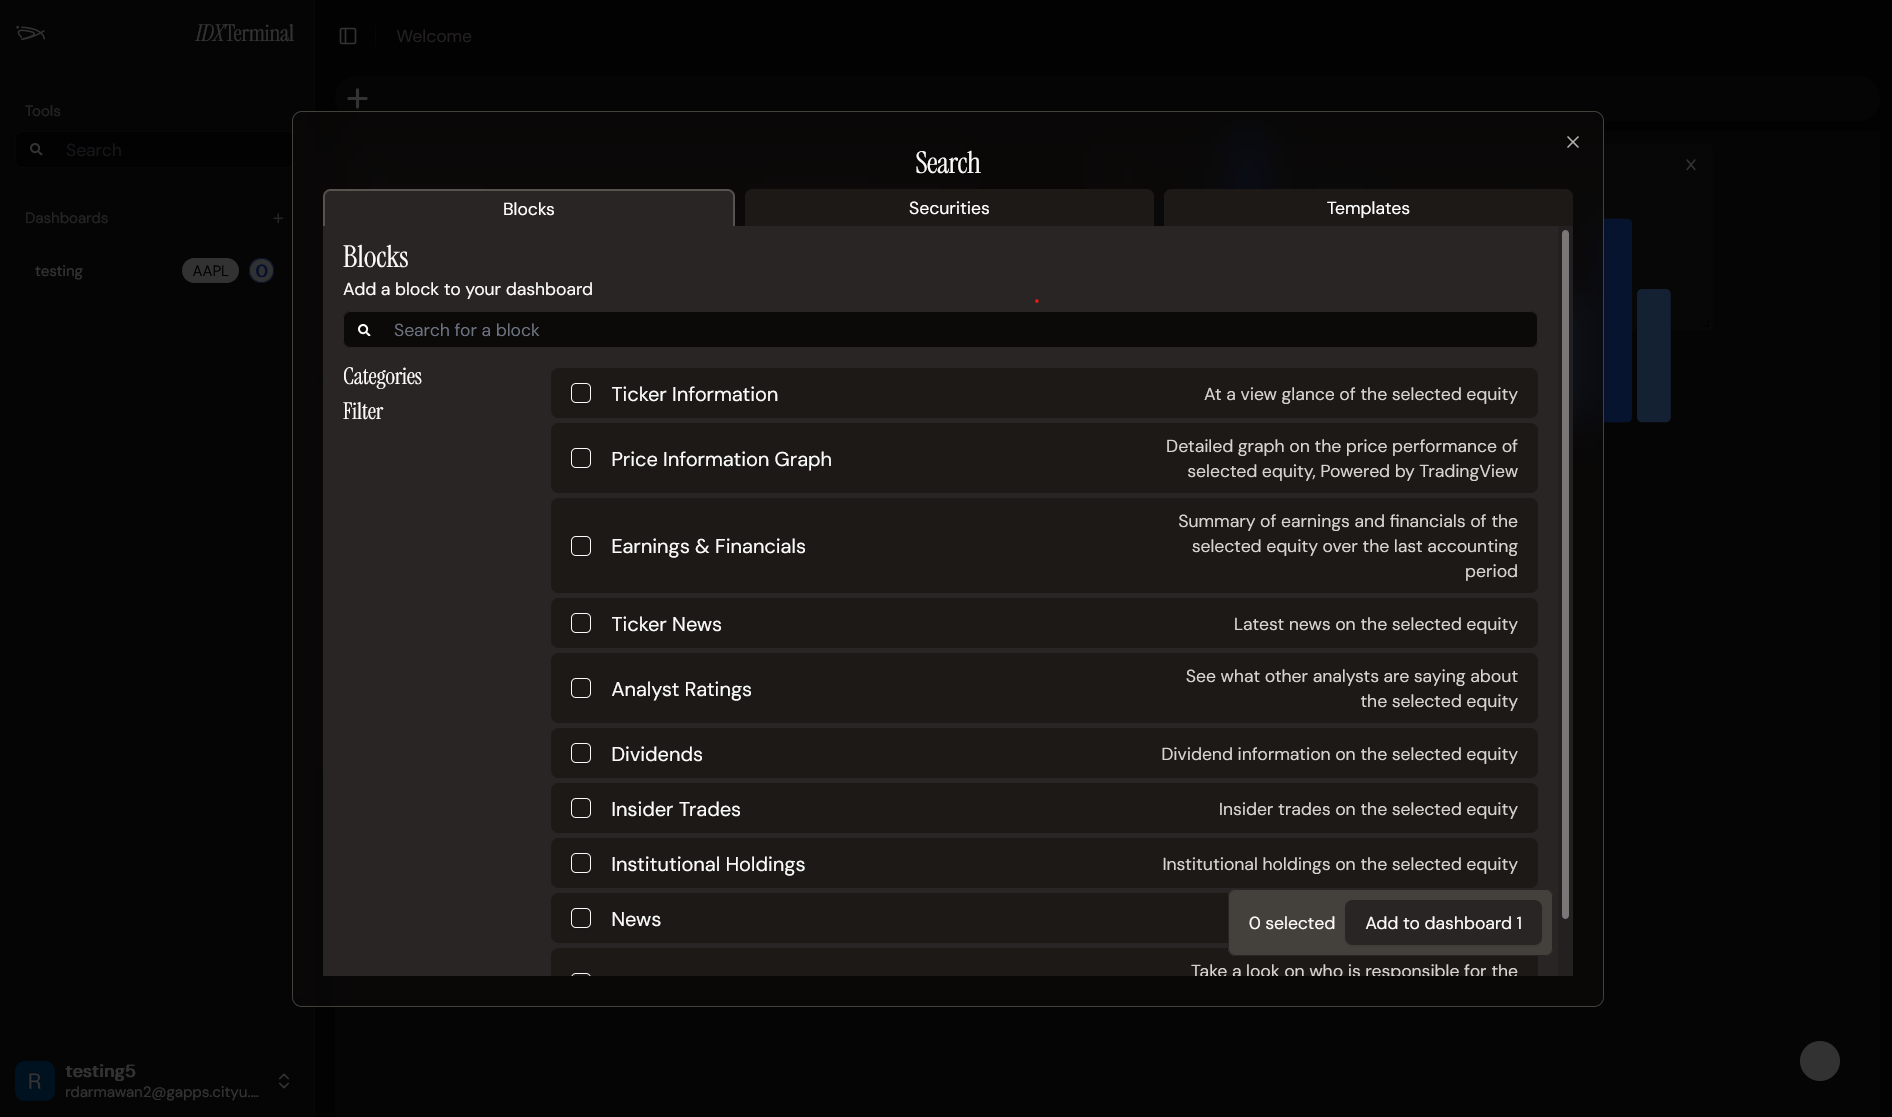 IDXTerminal
Welcome
Tools
Search
Dashboards
testing
AAPL
0
Search
Blocks
Securities
Templates
Blocks
Add a block to your dashboard
Search for a block
Categories
Filter
Ticker Information
At a view glance of the selected equity
Price Information Graph
Detailed graph on the price performance of
selected equity, Powered by TradingView
Earnings & Financials
Summary of earnings and financials of the
selected equity over the last accounting
period
Ticker News
Latest news on the selected equity
Analyst Ratings
See what other analysts are saying about
the selected equity
Dividends
Dividend information on the selected equity
Insider Trades
Insider trades on the selected equity
Institutional Holdings
Institutional holdings on the selected equity
News
0 selected
Add to dashboard 1
Take a look on who is responsible for the
R
testing5
rdarmawan2@gapps.cityu....